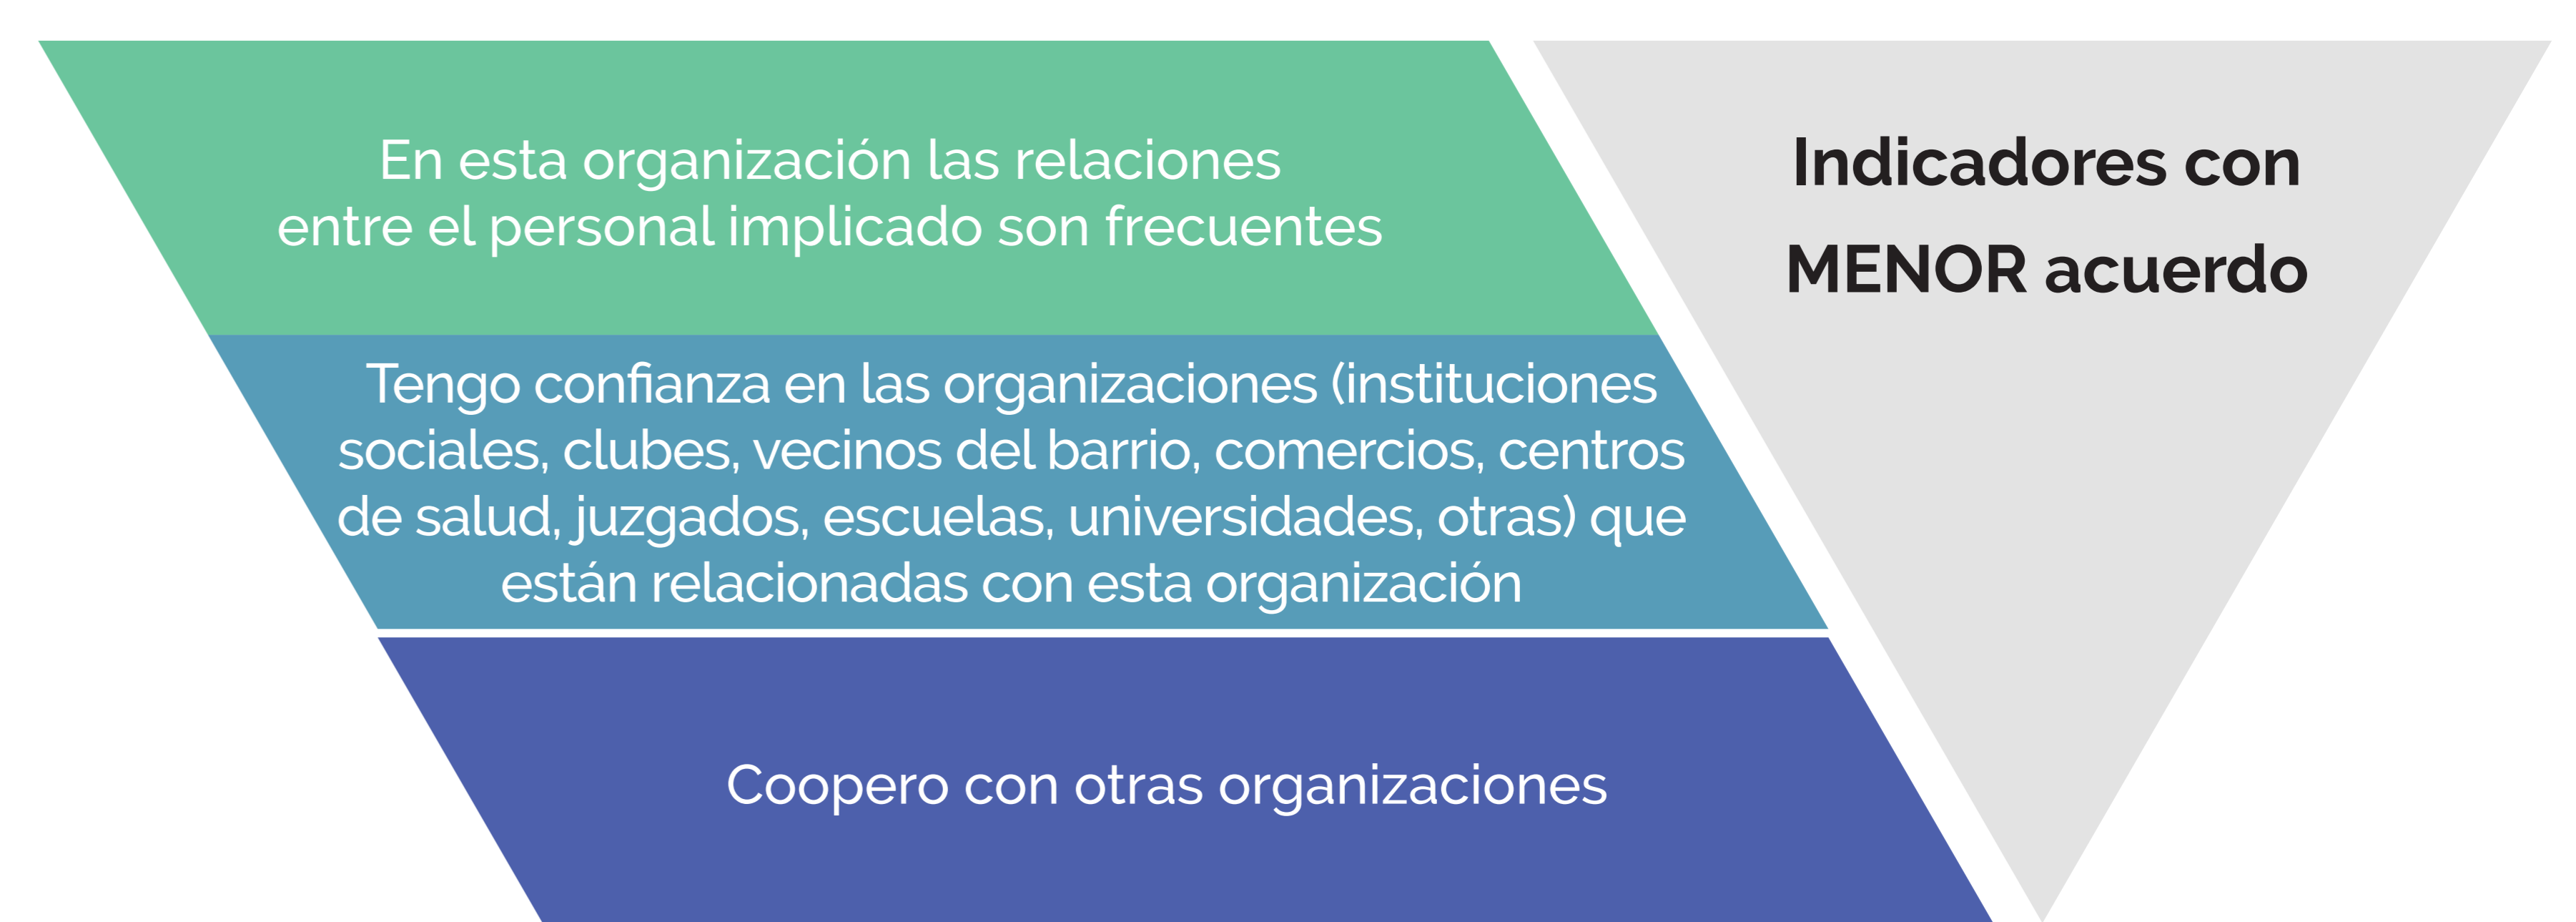 En esta organización las relaciones
entre el personal implicado son frecuentes
Indicadores con
MENOR acuerdo
Tengo confianza en las organizaciones (instituciones
sociales, clubes, vecinos del barrio, comercios, centros
de salud, juzgados, escuelas, universidades, otras) que
están relacionadas con esta organización
Coopero con otras organizaciones